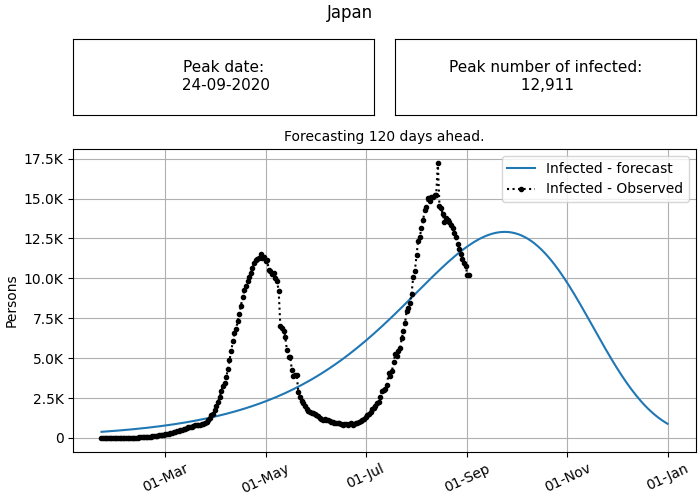 Japan
Peak date:
24-09-2020
Peak number of infected:
12,911
Forecasting 120 days ahead.
17.5K
15.0K
12.5K
10.0K
7.5K
5.0K
2.5K
0
Persons
Infected - forecast
Infected - Observed
01-Mar
01-May
01-Jul
01-Sep
01-Nov
01-Jan